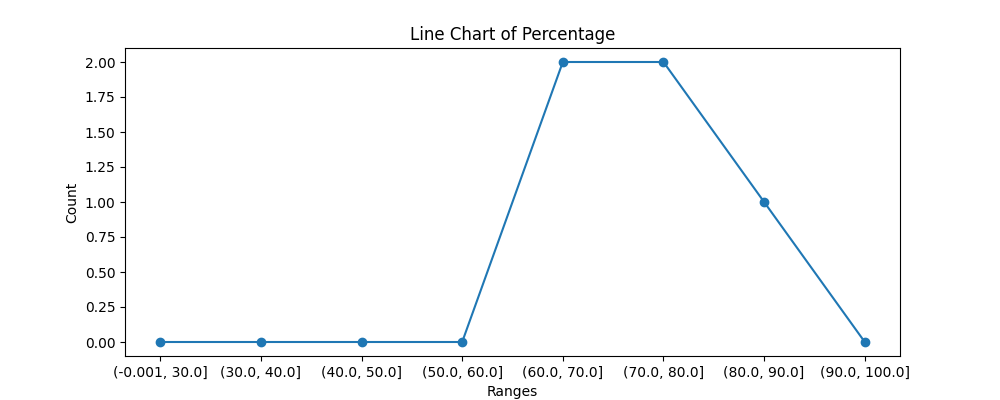 Line Chart of Percentage
2.00
1.75
1.50
1.25
1.00
0.75
0.50
0.25
0.00
Count
(-0.001, 30.0] (30.0, 40.0] (40.0, 50.0] (50.0, 60.0] (60.0, 70.0] (70.0, 80.0] (80.0, 90.0] (90.0, 100.0]
Ranges